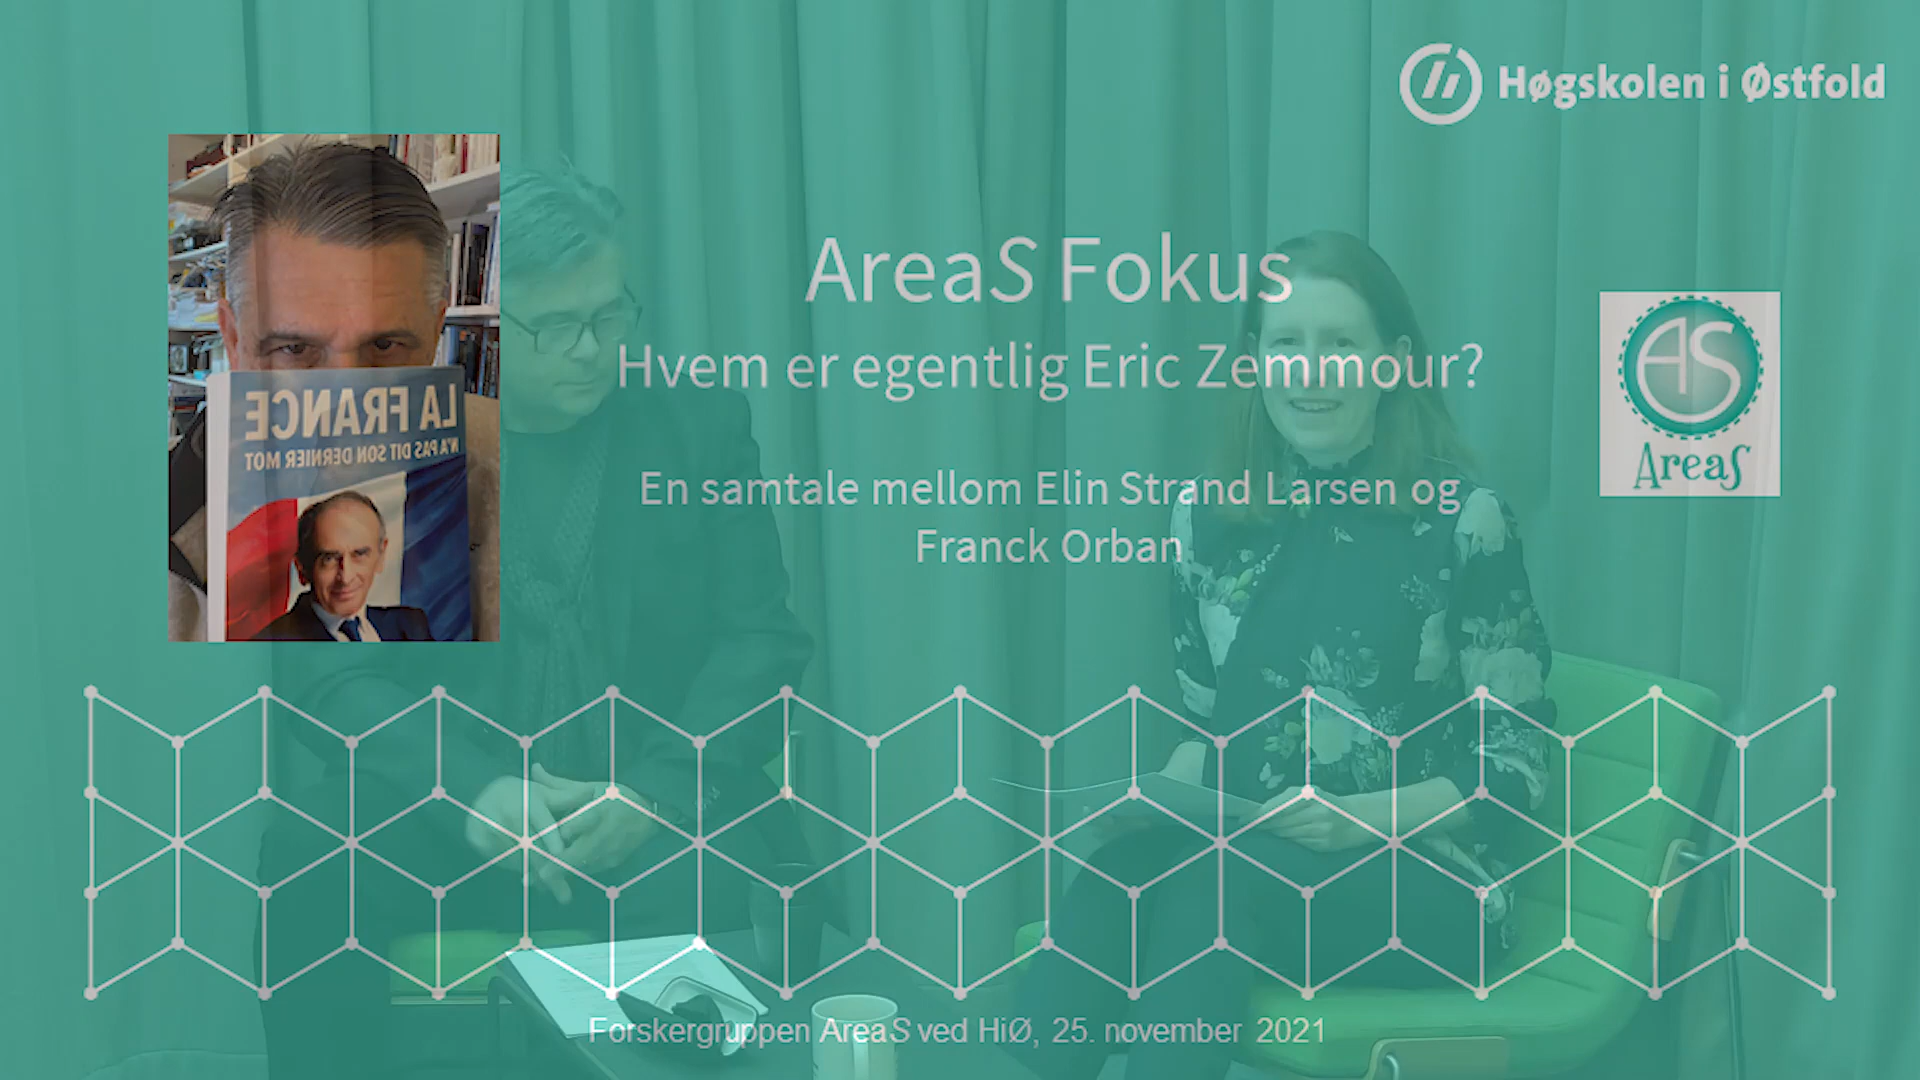 Høgskolen i Østfold
AreaS Fokus
Hvem er egentlig Eric Zemmour?
LA FRANCE
N'A PAS DIT SON DERNIER MOT
En samtale mellom Elin Strand Larsen og
Franck Orban
AS
AreaS
Forskergruppen AreaS ved HiØ, 25. november 2021